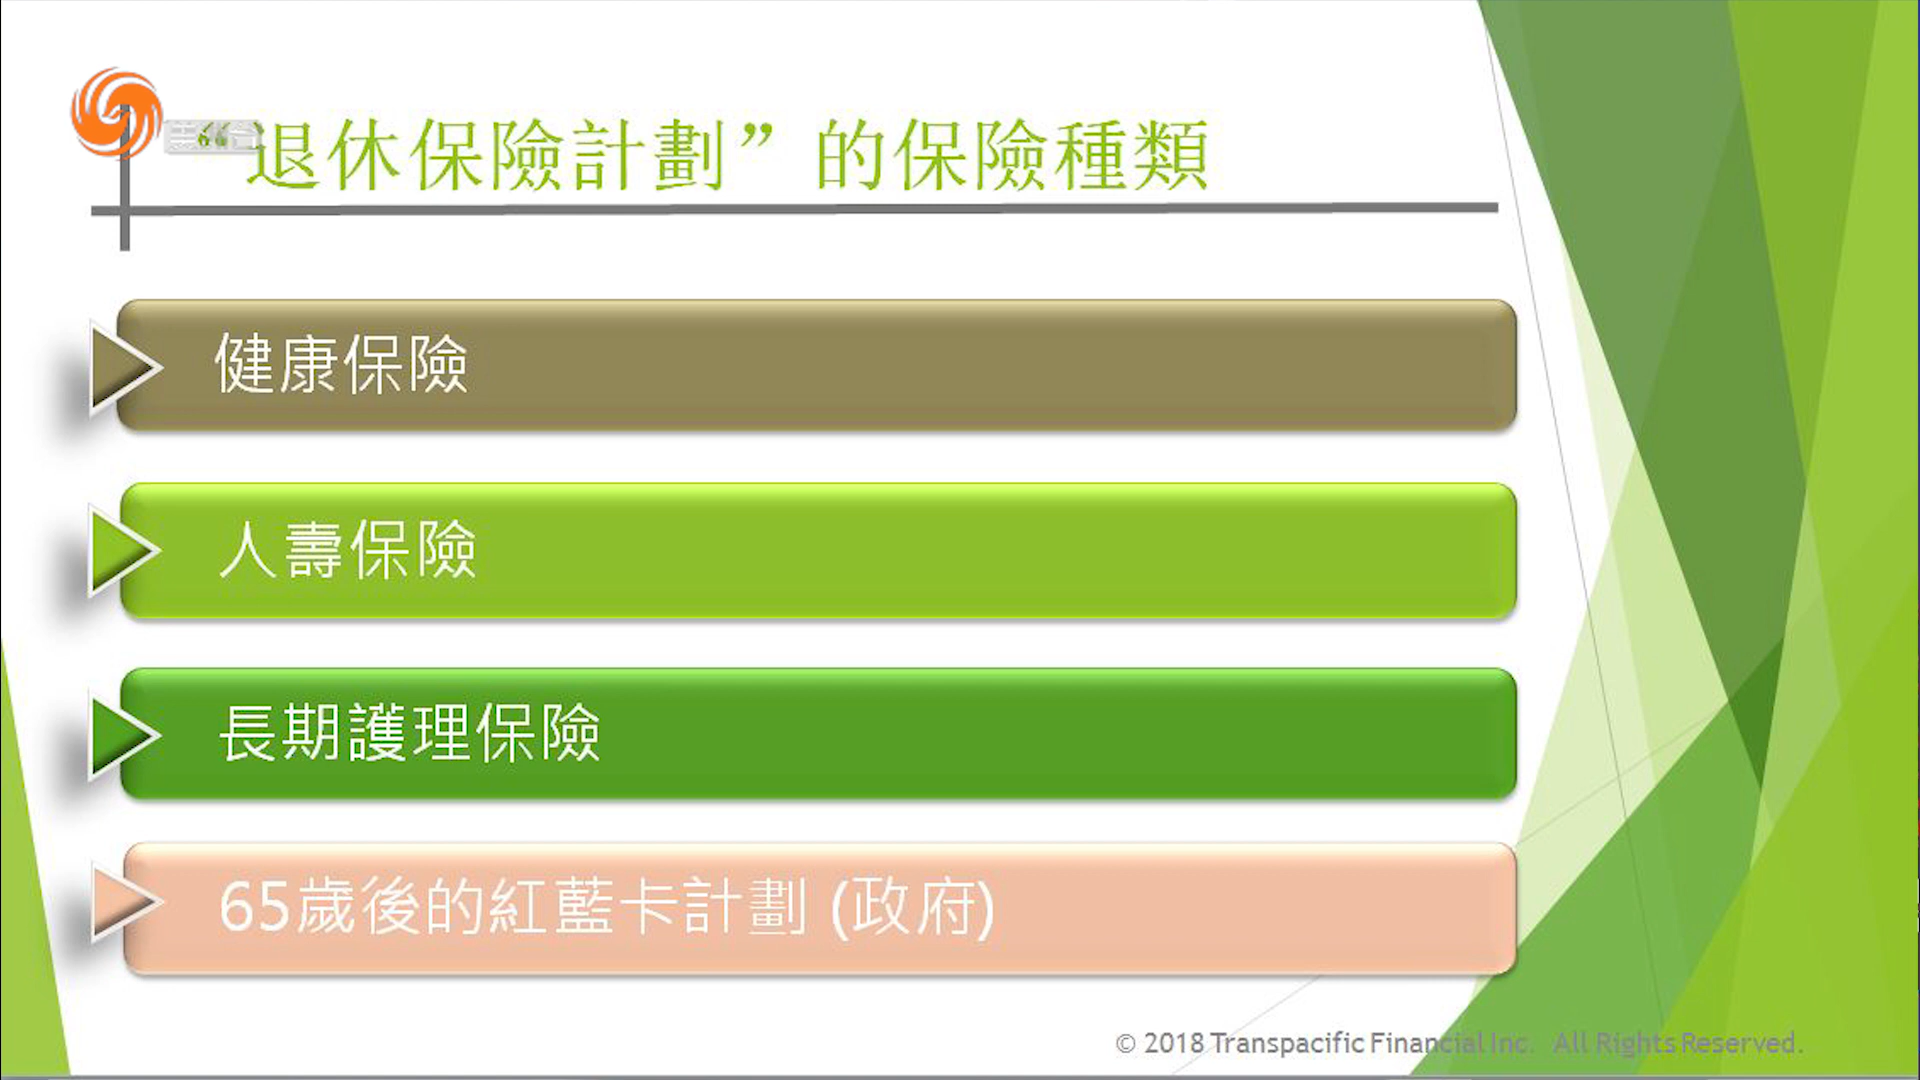 “退休保險計劃”的保險種類
健康保險
人壽保險
長期護理保險
65歲後的紅藍卡計劃 (政府)
© 2018 Transpacific Financial Inc.   All Rights Reserved.